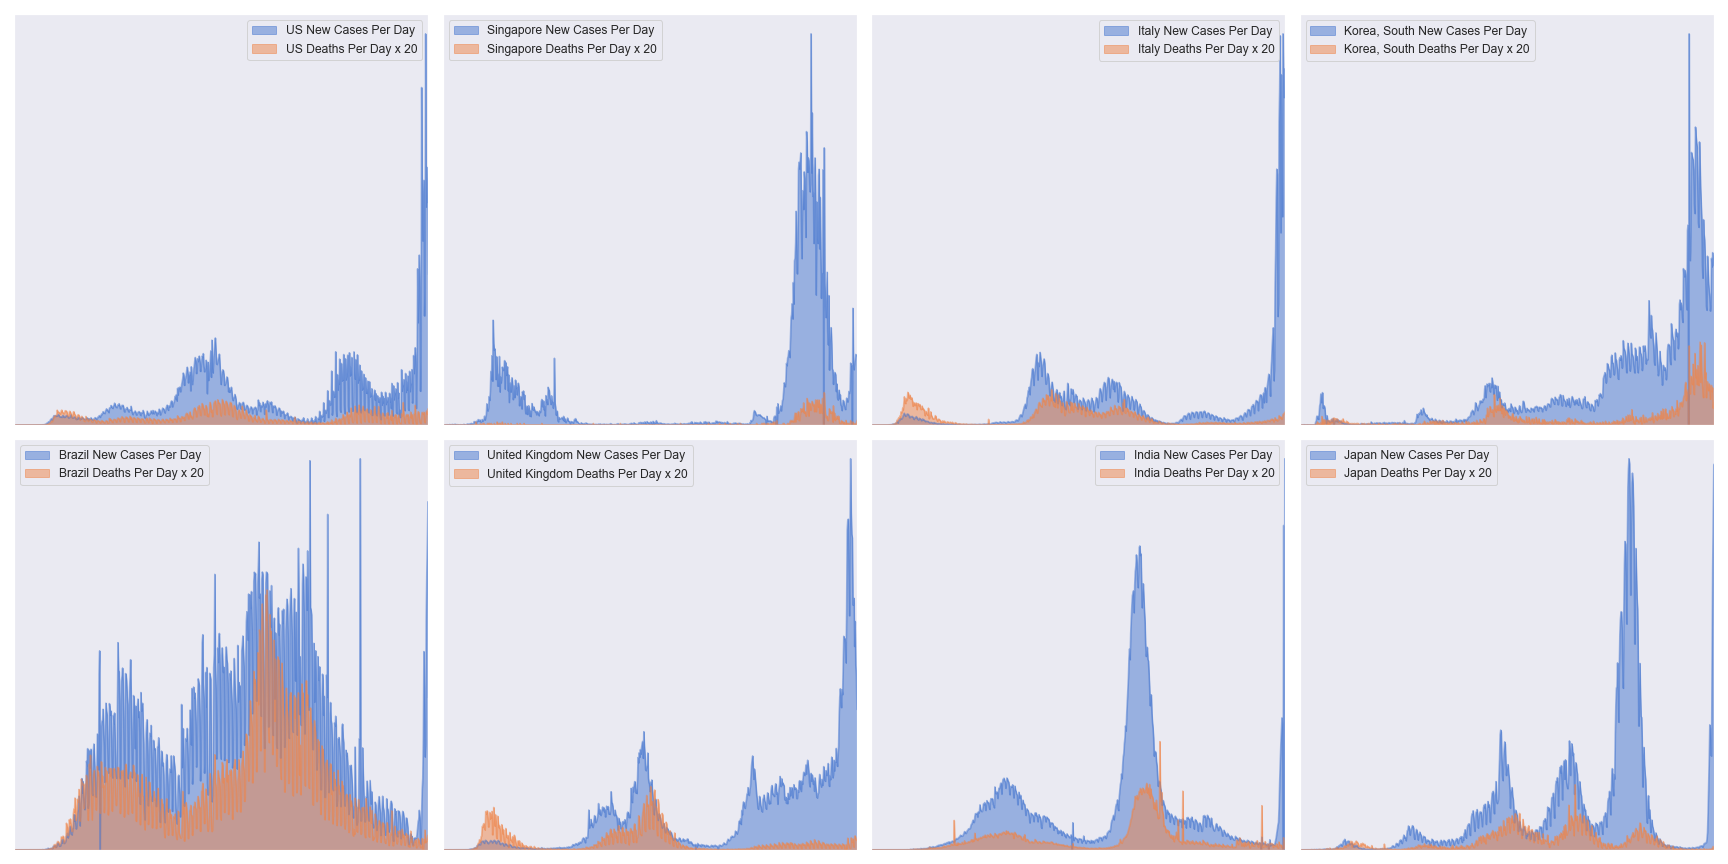 US New Cases Per Day
US Deaths Per Day x 20
Singapore New Cases Per Day
Singapore Deaths Per Day x 20
Italy New Cases Per Day
Italy Deaths Per Day x 20
Korea, South New Cases Per Day
Korea, South Deaths Per Day x 20
Brazil New Cases Per Day
Brazil Deaths Per Day x 20
United Kingdom New Cases Per Day
United Kingdom Deaths Per Day x 20
India New Cases Per Day
India Deaths Per Day x 20
Japan New Cases Per Day
Japan Deaths Per Day x 20